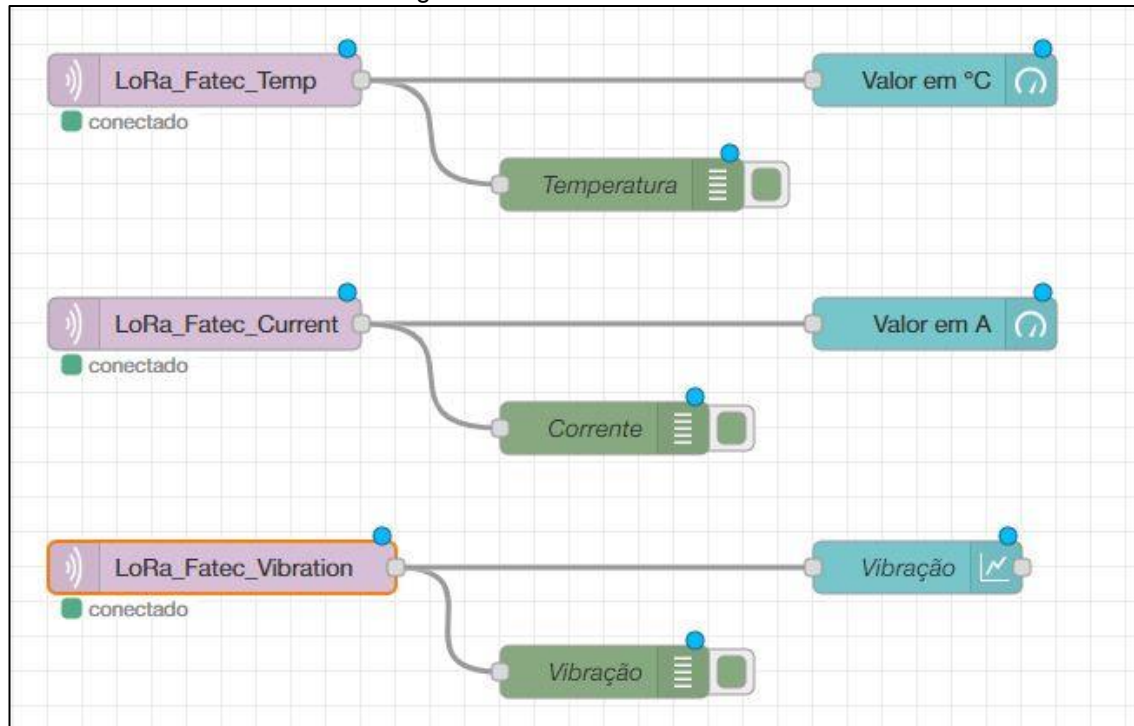 LoRa_Fatec_Temp
Valor em °C
conectado
Temperatura
LoRa_Fatec_Current
Valor em A
conectado
Corrente
LoRa_Fatec_Vibration
Vibração
conectado
Vibração